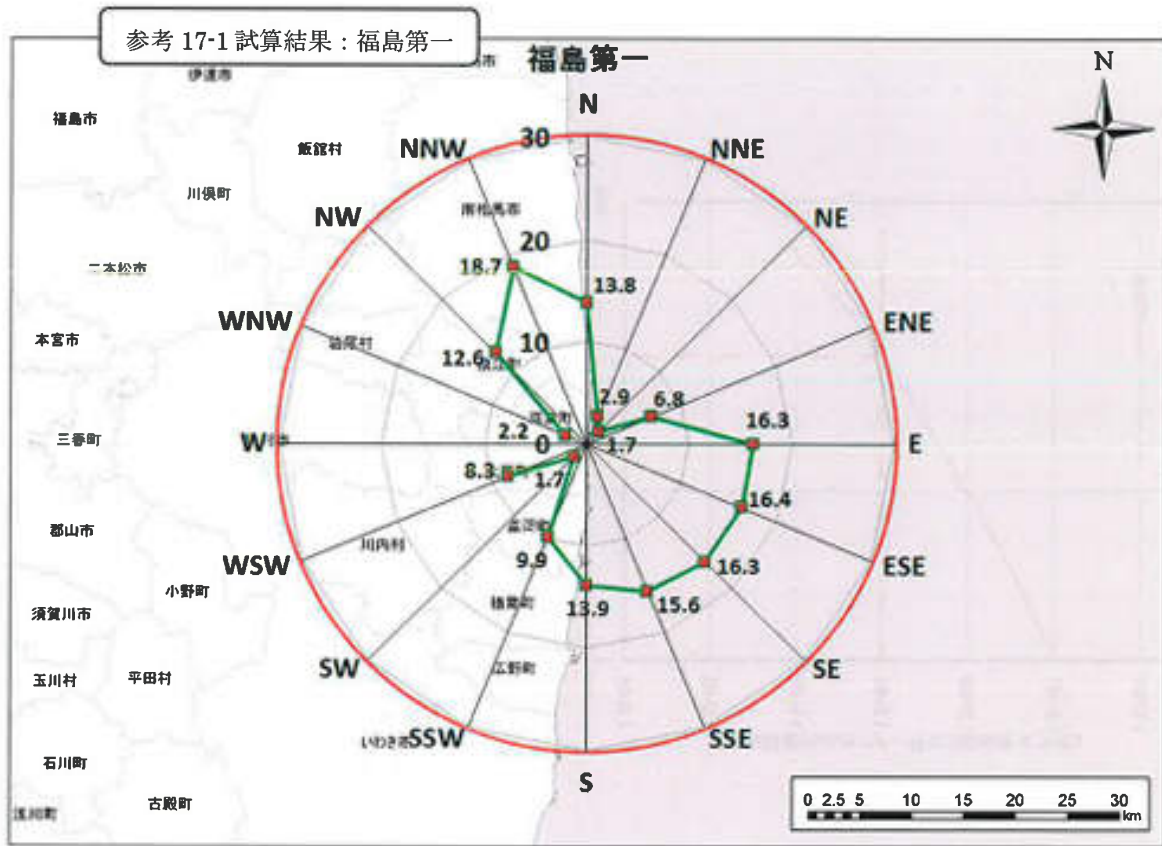 参考 17-1 試算結果：福島第一
福島第一
伊達市
N
N
福島市
飯舘村
NNW
30
NNE
川俣町
NW
南相馬市
NE
二本松市
18.7
20
13.8
WNW
ENE
本宮市
12.6
10
2.9
6.8
16.3
三春町
W
2.2
0
1.7
E
8.3
1.7
16.4
郡山市
川内村
WSW
9.9
16.3
ESE
小野町
楢葉町
13.9
15.6
須賀川市
SW
広野町
SE
玉川村
平田村
いわき市
SSW
SSE
石川町
S
古殿町
0 2.5 5 10 15 20 25 30
km